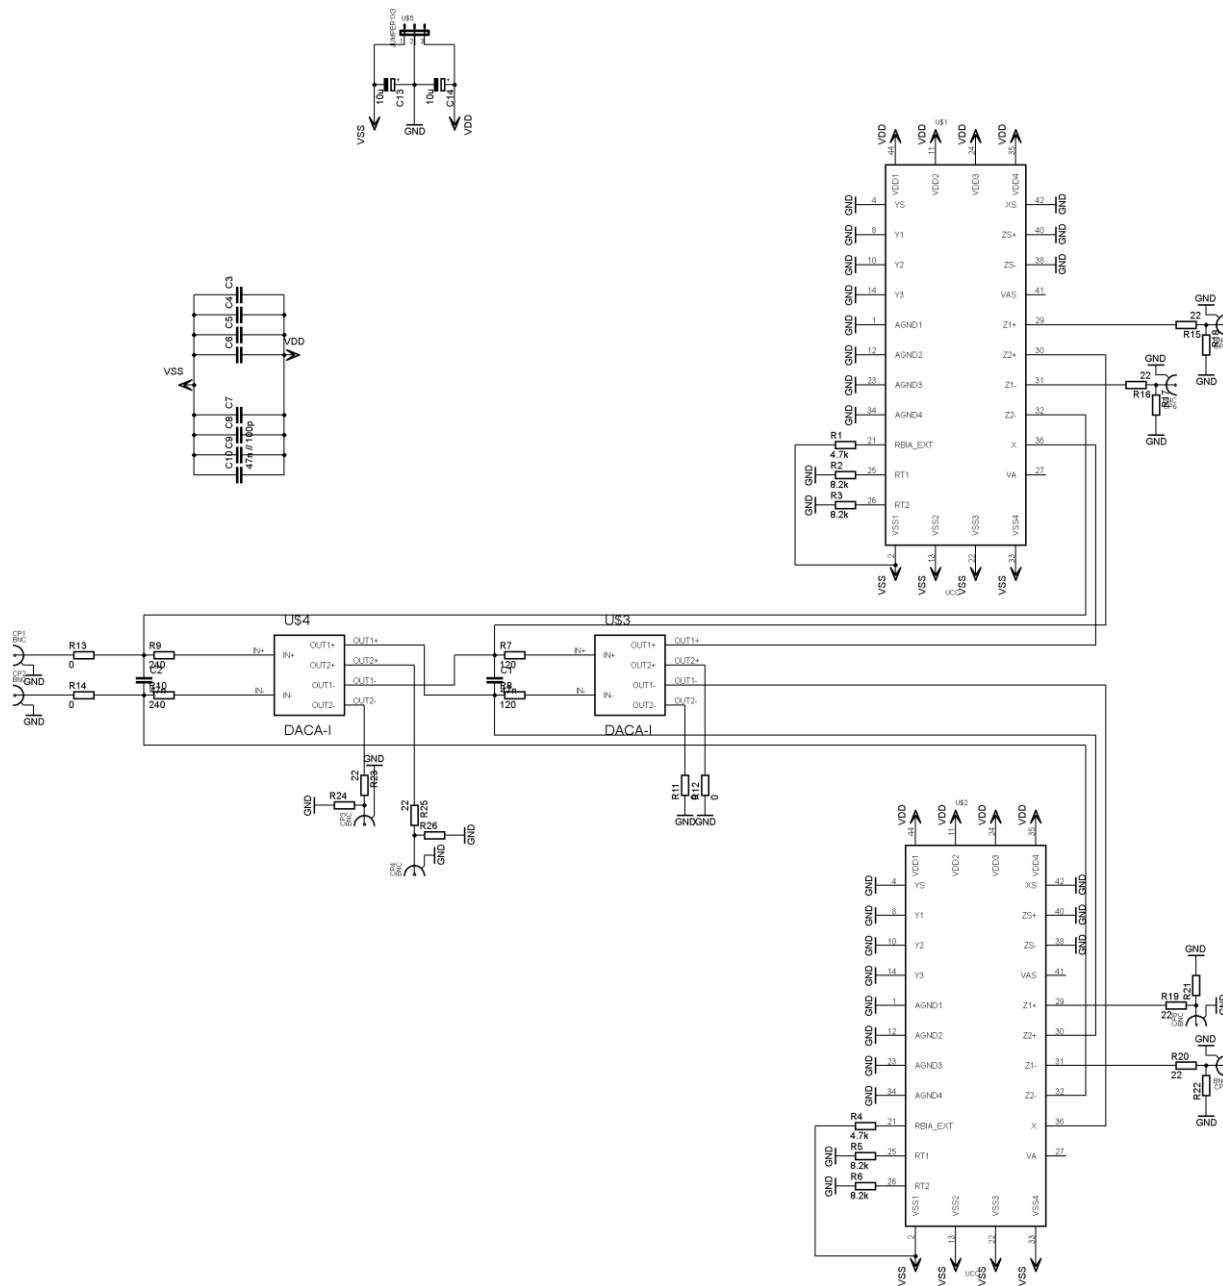 U$5
JUMPER1X3
10u
C13
10u
C14
VSS
GND
VDD
C3
C4
C5
C6
VDD
VSS
C7
C8
C9
C10
47n // 100p
U$1
VDD VDD VDD VDD
44 11 24 35
VDD1 VDD2 VDD3 VDD4
GND 4 YS XS 42 GND
GND 8 Y1 ZS+ 40 GND
GND 10 Y2 ZS- 38 GND
GND 14 Y3 VAS 41
GND 1 AGND1 Z1+ 29
GND 12 AGND2 Z2+ 30
GND 23 AGND3 Z1- 31
GND 34 AGND4 Z2- 32
R1 4.7k 21 RBIA_EXT X 36
GND R2 8.2k 25 RT1 VA 27
GND R3 8.2k 26 RT2
VSS1 VSS2 VSS3 VSS4
2 13 22 33
VSS VSS VSS VSS
GND
22
R15
R18
GND
GND
22
R16
R17
GND
CP1
BNC
GND
R13
0
R9
240
C2
BNC
GND
R14
0
R10
240
U$4
IN+ IN+ OUT1+ OUT1+
OUT2+ OUT2+
OUT1- OUT1-
IN- IN- OUT2- OUT2-
DACA-I
R7
120
C1
R8
120
U$3
IN+ IN+ OUT1+ OUT1+
OUT2+ OUT2+
OUT1- OUT1-
IN- IN- OUT2- OUT2-
DACA-I
GND
22
R23
GND
R24
CP3
BNC
22
R25
R26
GND
GND
CP4
BNC
R11
R12
0
GND
GND
U$2
VDD VDD VDD VDD
44 11 24 35
VDD1 VDD2 VDD3 VDD4
GND 4 YS XS 42 GND
GND 8 Y1 ZS+ 40 GND
GND 10 Y2 ZS- 38 GND
GND 14 Y3 VAS 41
GND 1 AGND1 Z1+ 29
GND 12 AGND2 Z2+ 30
GND 23 AGND3 Z1- 31
GND 34 AGND4 Z2- 32
R4 4.7k 21 RBIA_EXT X 36
GND R5 8.2k 25 RT1 VA 27
GND R6 8.2k 26 RT2
VSS1 VSS2 VSS3 VSS4
2 13 22 33
VSS VSS VSS VSS
GND
R21
R19
22
GND
BNC
GND
R20
22
R22
GND